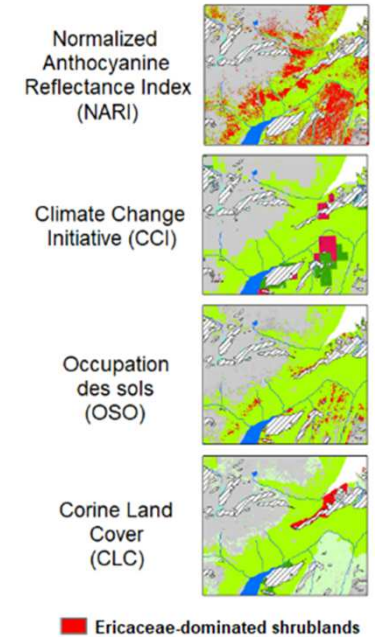 Normalized
Anthocyanine
Reflectance Index
(NARI)
Climate Change
Initiative (CCI)
Occupation
des sols
(OSO)
Corine Land
Cover
(CLC)
Ericaceae-dominated shrublands